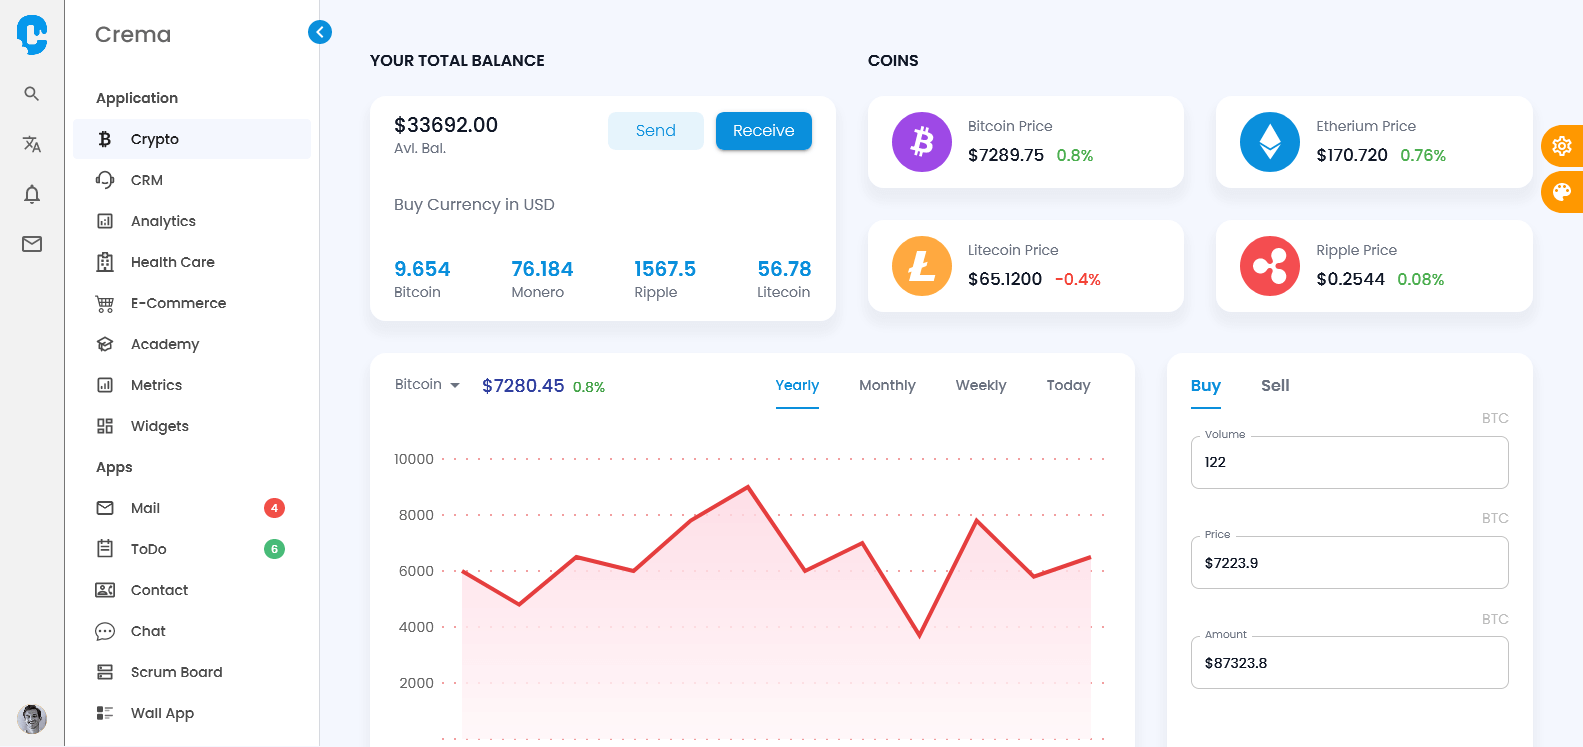 Crema
Application
Crypto
CRM
Analytics
Health Care
E-Commerce
Academy
Metrics
Widgets
Apps
Mail 4
ToDo 6
Contact
Chat
Scrum Board
Wall App
YOUR TOTAL BALANCE
$33692.00
Avl. Bal.
Send
Receive
Buy Currency in USD
9.654 76.184 1567.5 56.78
Bitcoin Monero Ripple Litecoin
COINS
Bitcoin Price
$7289.75 0.8%
Etherium Price
$170.720 0.76%
Litecoin Price
$65.1200 -0.4%
Ripple Price
$0.2544 0.08%
Bitcoin $7280.45 0.8%
Yearly Monthly Weekly Today
10000
8000
6000
4000
2000
Buy Sell
BTC
Volume
122
BTC
Price
$7223.9
BTC
Amount
$87323.8